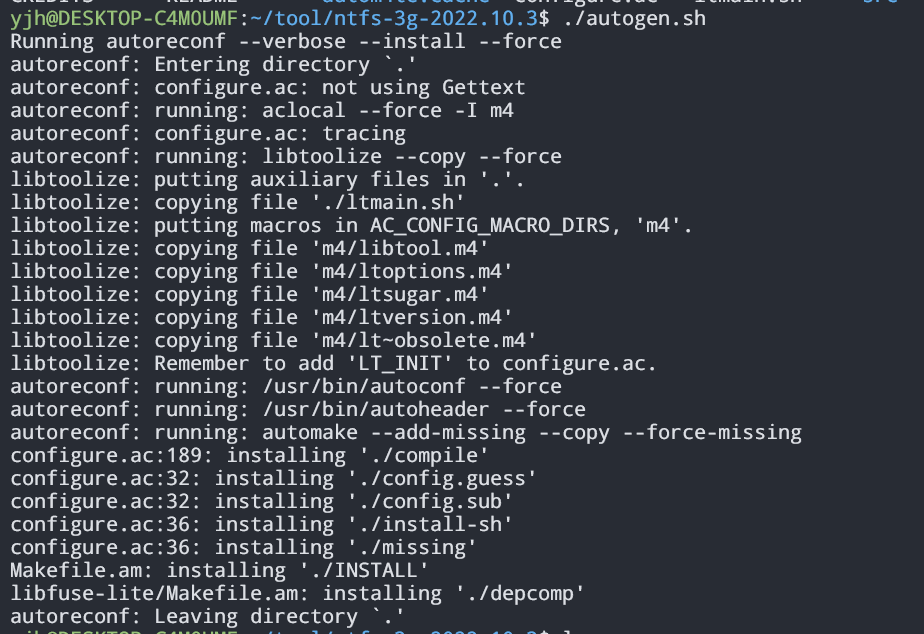 yjh@DESKTOP-C4MOUMF:~/tool/ntfs-3g-2022.10.3$ ./autogen.sh
Running autoreconf --verbose --install --force
autoreconf: Entering directory `.'
autoreconf: configure.ac: not using Gettext
autoreconf: running: aclocal --force -I m4
autoreconf: configure.ac: tracing
autoreconf: running: libtoolize --copy --force
libtoolize: putting auxiliary files in '.'.
libtoolize: copying file './ltmain.sh'
libtoolize: putting macros in AC_CONFIG_MACRO_DIRS, 'm4'.
libtoolize: copying file 'm4/libtool.m4'
libtoolize: copying file 'm4/ltoptions.m4'
libtoolize: copying file 'm4/ltsugar.m4'
libtoolize: copying file 'm4/ltversion.m4'
libtoolize: copying file 'm4/lt~obsolete.m4'
libtoolize: Remember to add 'LT_INIT' to configure.ac.
autoreconf: running: /usr/bin/autoconf --force
autoreconf: running: /usr/bin/autoheader --force
autoreconf: running: automake --add-missing --copy --force-missing
configure.ac:189: installing './compile'
configure.ac:32: installing './config.guess'
configure.ac:32: installing './config.sub'
configure.ac:36: installing './install-sh'
configure.ac:36: installing './missing'
Makefile.am: installing './INSTALL'
libfuse-lite/Makefile.am: installing './depcomp'
autoreconf: Leaving directory `.'